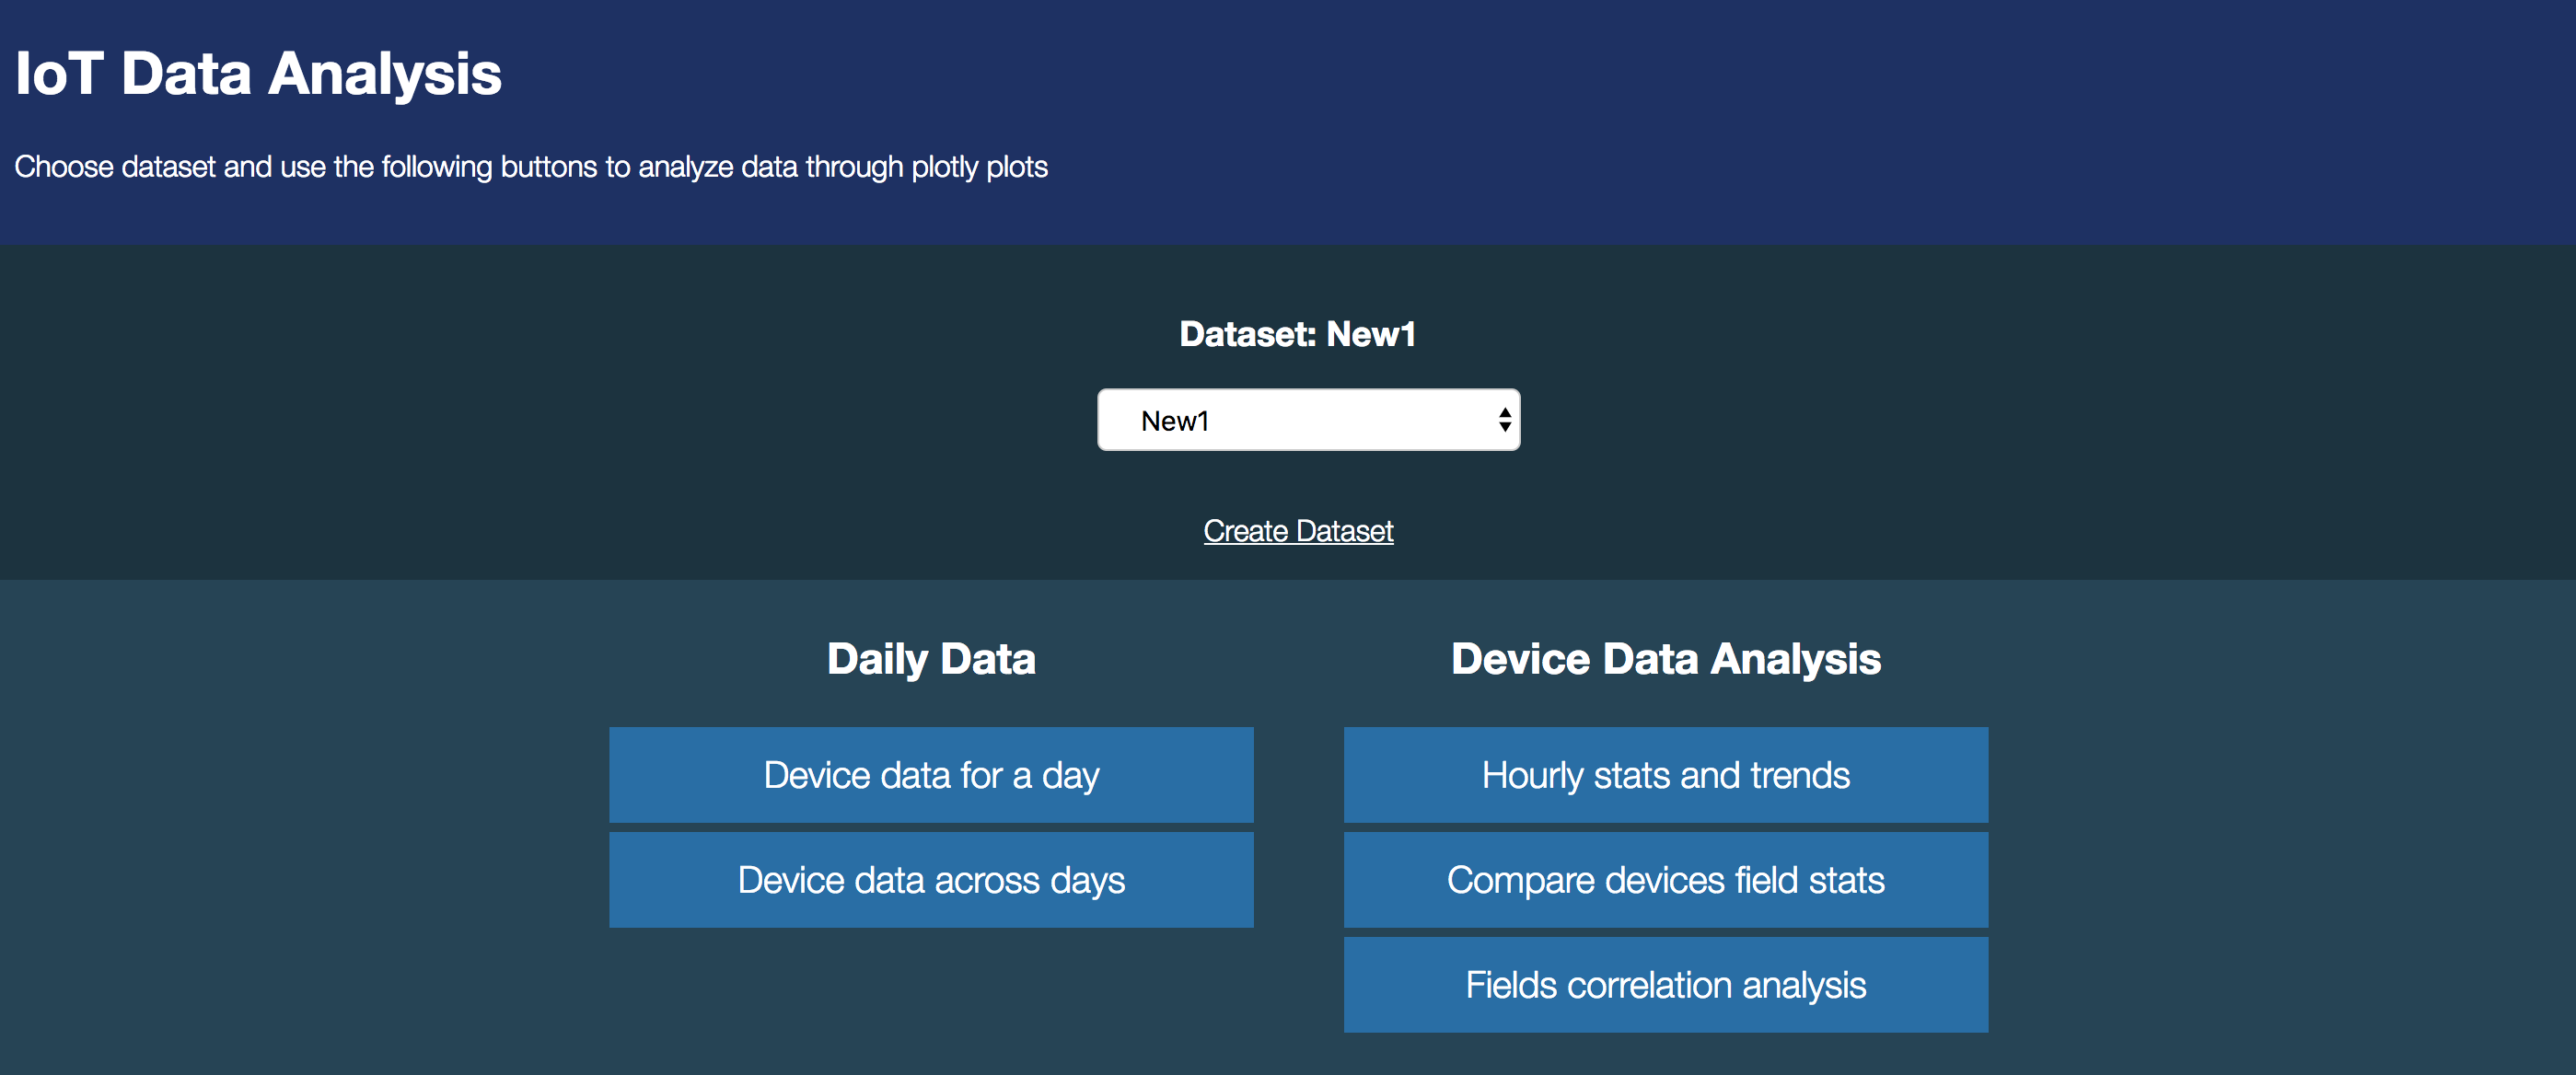 IoT Data Analysis
Choose dataset and use the following buttons to analyze data through plotly plots
Dataset: New1
New1
Create Dataset
Daily Data
Device data for a day
Device data across days
Device Data Analysis
Hourly stats and trends
Compare devices field stats
Fields correlation analysis